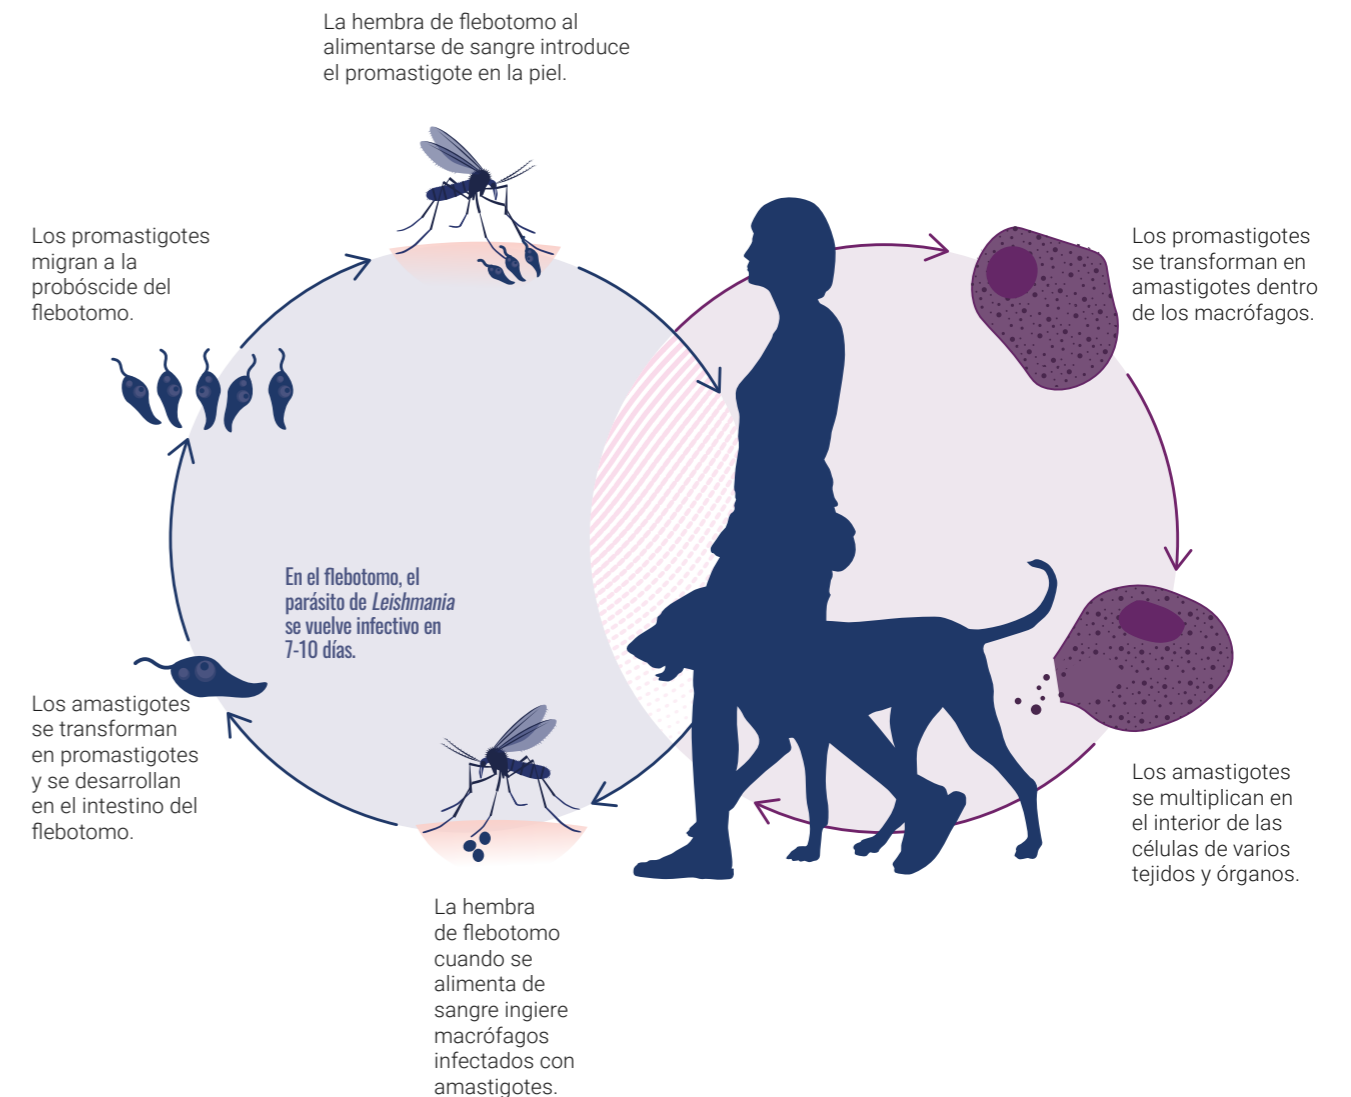 La hembra de flebotomo al
alimentarse de sangre introduce
el promastigote en la piel.
Los promastigotes
migran a la
probóscide del
flebotomo.
Los promastigotes
se transforman en
amastigotes dentro
de los macrófagos.
En el flebotomo, el
parásito de Leishmania
se vuelve infectivo en
7-10 días.
Los amastigotes
se transforman
en promastigotes
y se desarrollan
en el intestino del
flebotomo.
Los amastigotes
se multiplican en
el interior de las
células de varios
tejidos y órganos.
La hembra
de flebotomo
cuando se
alimenta de
sangre ingiere
macrófagos
infectados con
amastigotes.